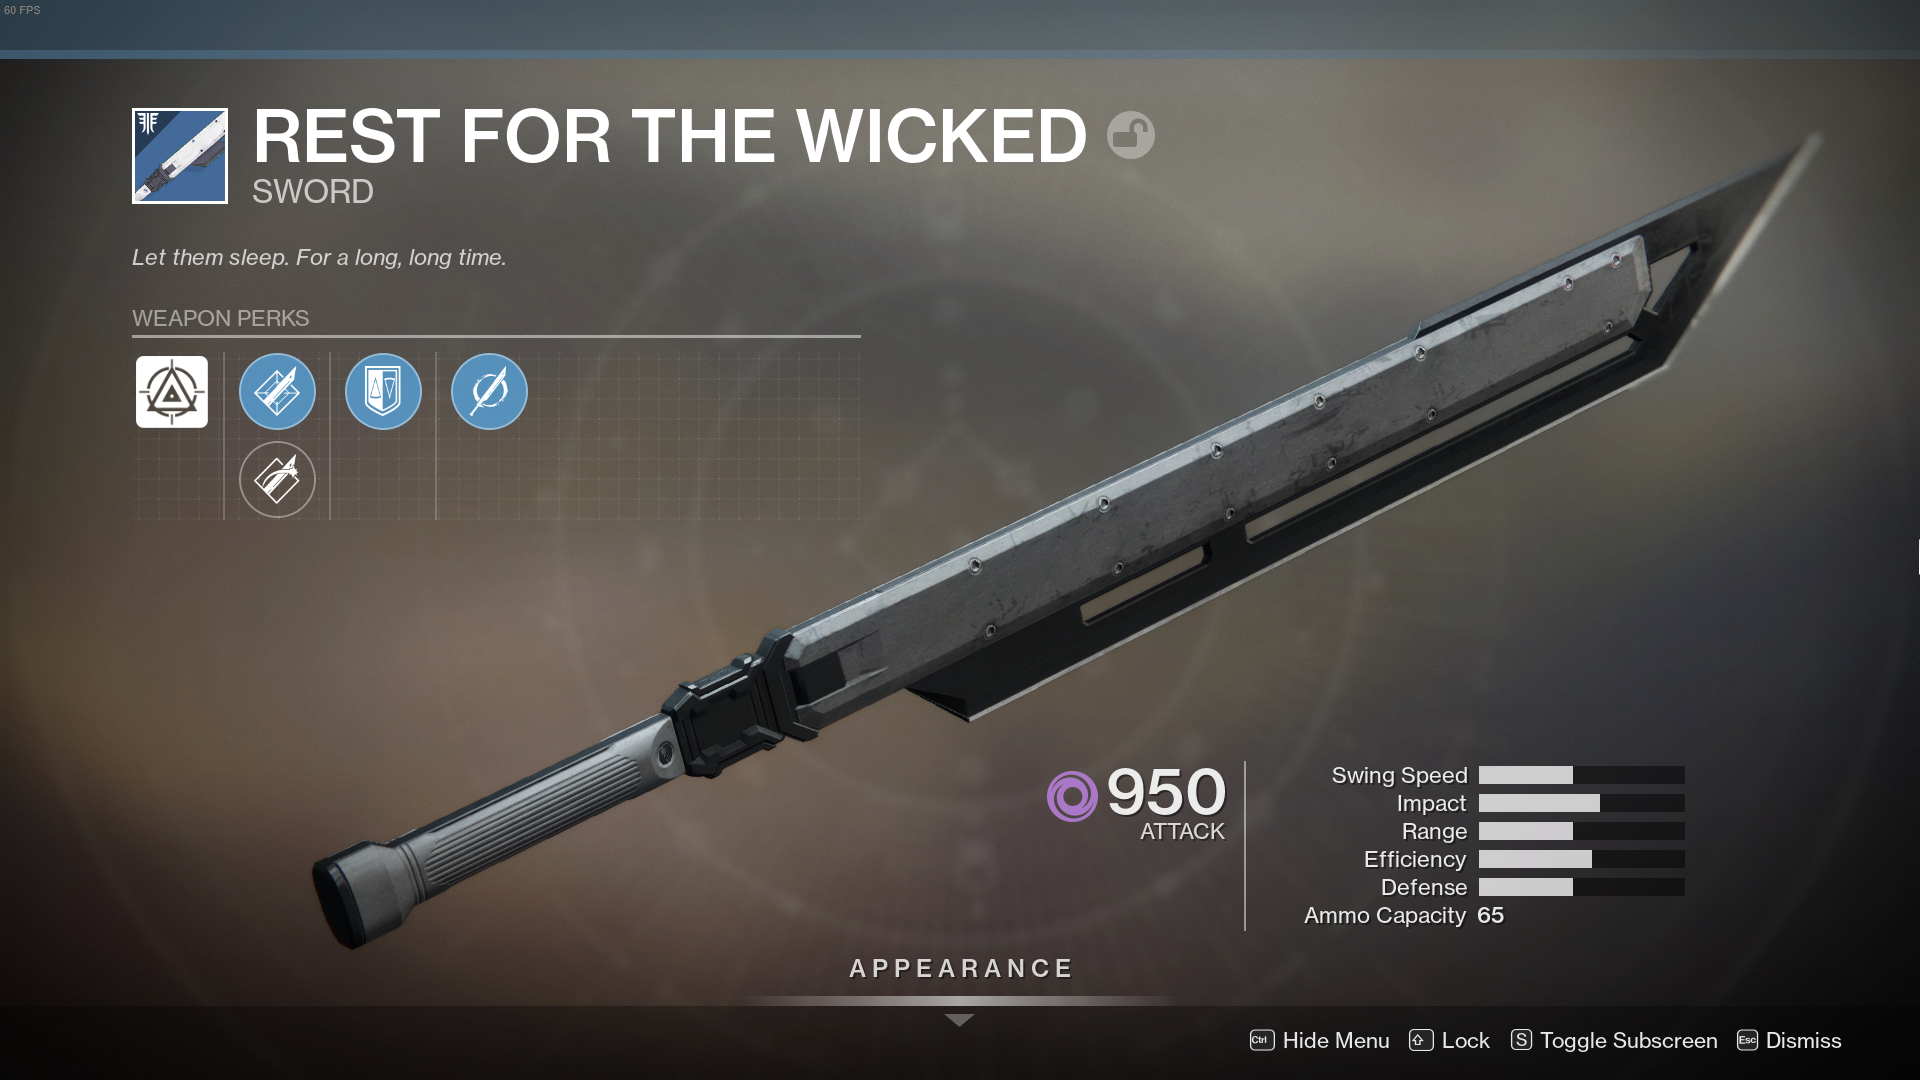 60 FPS
REST FOR THE WICKED
SWORD
Let them sleep. For a long, long time.
WEAPON PERKS
950
ATTACK
Swing Speed
Impact
Range
Efficiency
Defense
Ammo Capacity 65
APPEARANCE
Ctrl Hide Menu Lock S Toggle Subscreen Esc Dismiss